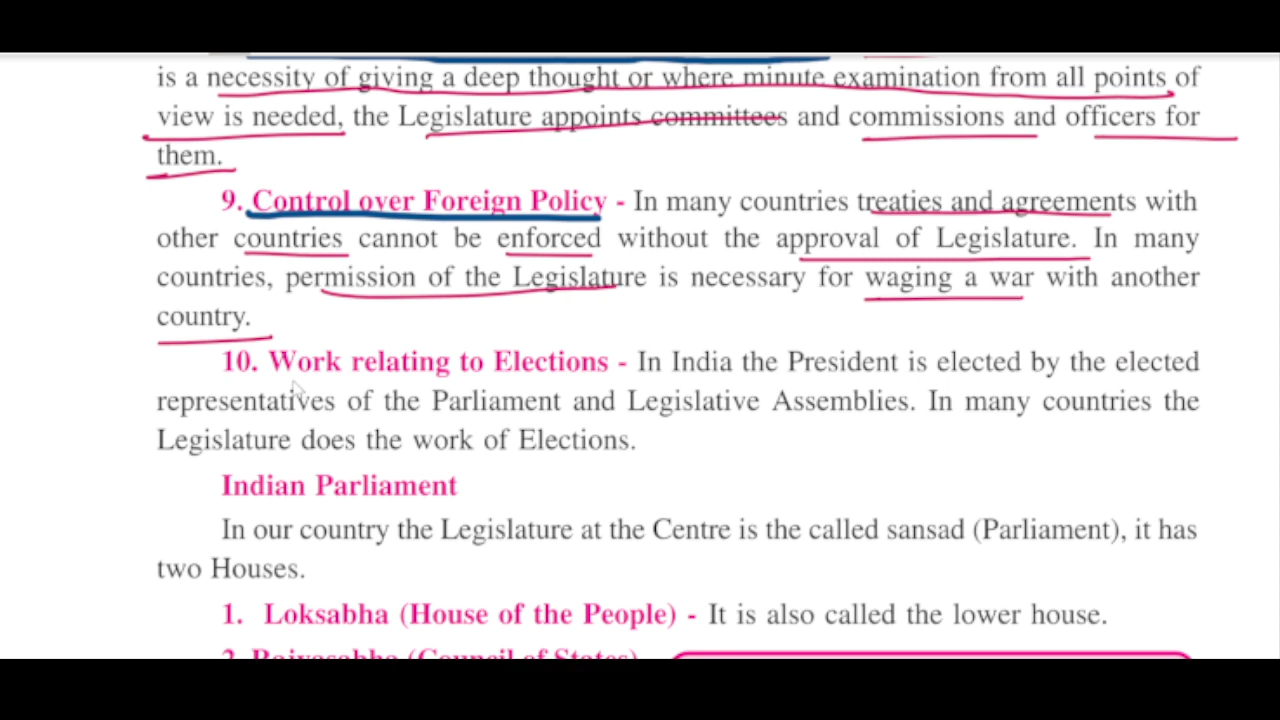 is a necessity of giving a deep thought or where minute examination from all points of
view is needed, the Legislature appoints committees and commissions and officers for
them.
9. Control over Foreign Policy - In many countries treaties and agreements with
other countries cannot be enforced without the approval of Legislature. In many
countries, permission of the Legislature is necessary for waging a war with another
country.
10. Work relating to Elections - In India the President is elected by the elected
representatives of the Parliament and Legislative Assemblies. In many countries the
Legislature does the work of Elections.
Indian Parliament
In our country the Legislature at the Centre is the called sansad (Parliament), it has
two Houses.
1. Loksabha (House of the People) - It is also called the lower house.
2. Rajyasabha (Council of States)